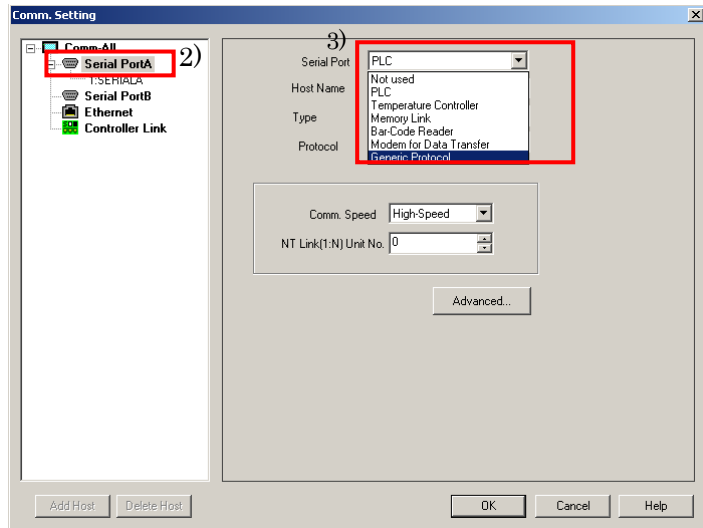 Comm. Setting
Comm-All
Serial PortA
2)
1:SERIALA
Serial PortB
Ethernet
Controller Link
3)
Serial Port PLC
Not used
PLC
Temperature Controller
Memory Link
Bar-Code Reader
Modem for Data Transfer
Generic Protocol
Host Name
Type
Protocol
Comm. Speed High-Speed
NT Link(1:N) Unit No. 0
Advanced...
Add Host Delete Host OK Cancel Help